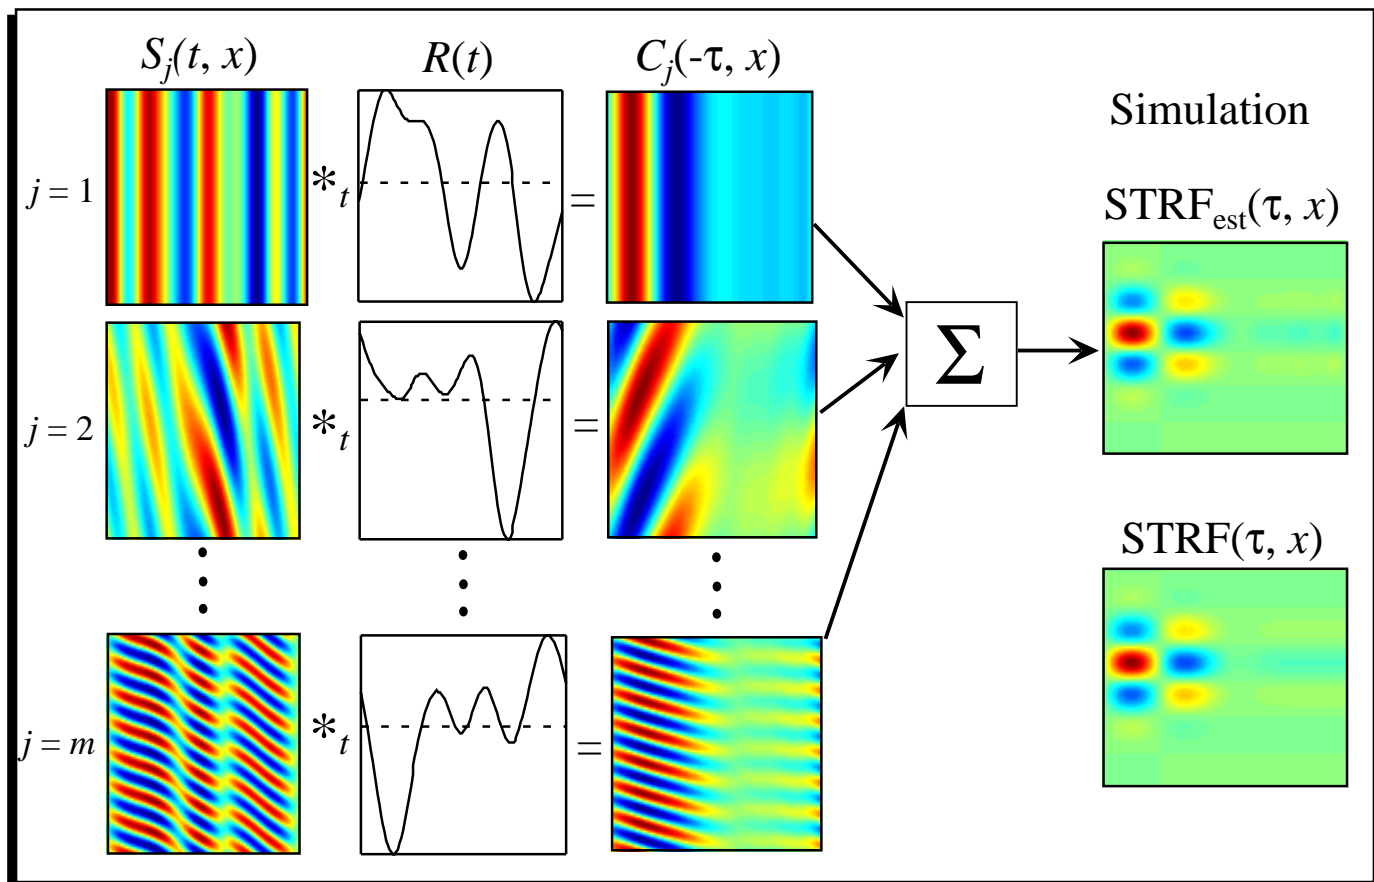 S_j(t, x) R(t) C_j(-τ, x)
Simulation
j = 1 *_t =
STRF_est(τ, x)
j = 2 *_t =
Σ
STRF(τ, x)
j = m *_t =